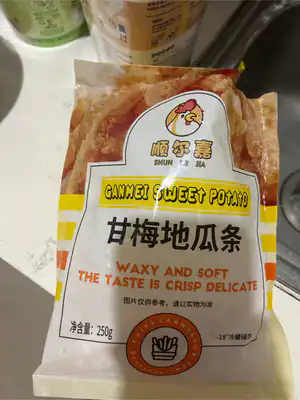 顺尔嘉
SHUN ER JIA
GANMEI SWEET POTATO
甘梅地瓜条
WAXY AND SOFT
THE TASTE IS CRISP DELICATE
图片仅供参考，请以实物为准
净含量：250g
-18°冷藏储存